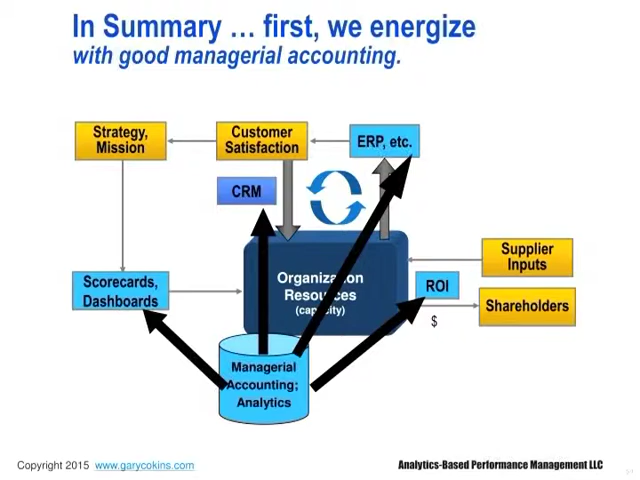 In Summary … first, we energize
with good managerial accounting.
Strategy,
Mission
Customer
Satisfaction
ERP, etc.
CRM
Supplier
Inputs
Scorecards,
Dashboards
Organization
Resources
(capacity)
ROI
Shareholders
$
Managerial
Accounting;
Analytics
Copyright 2015 www.garycokins.com
Analytics-Based Performance Management LLC